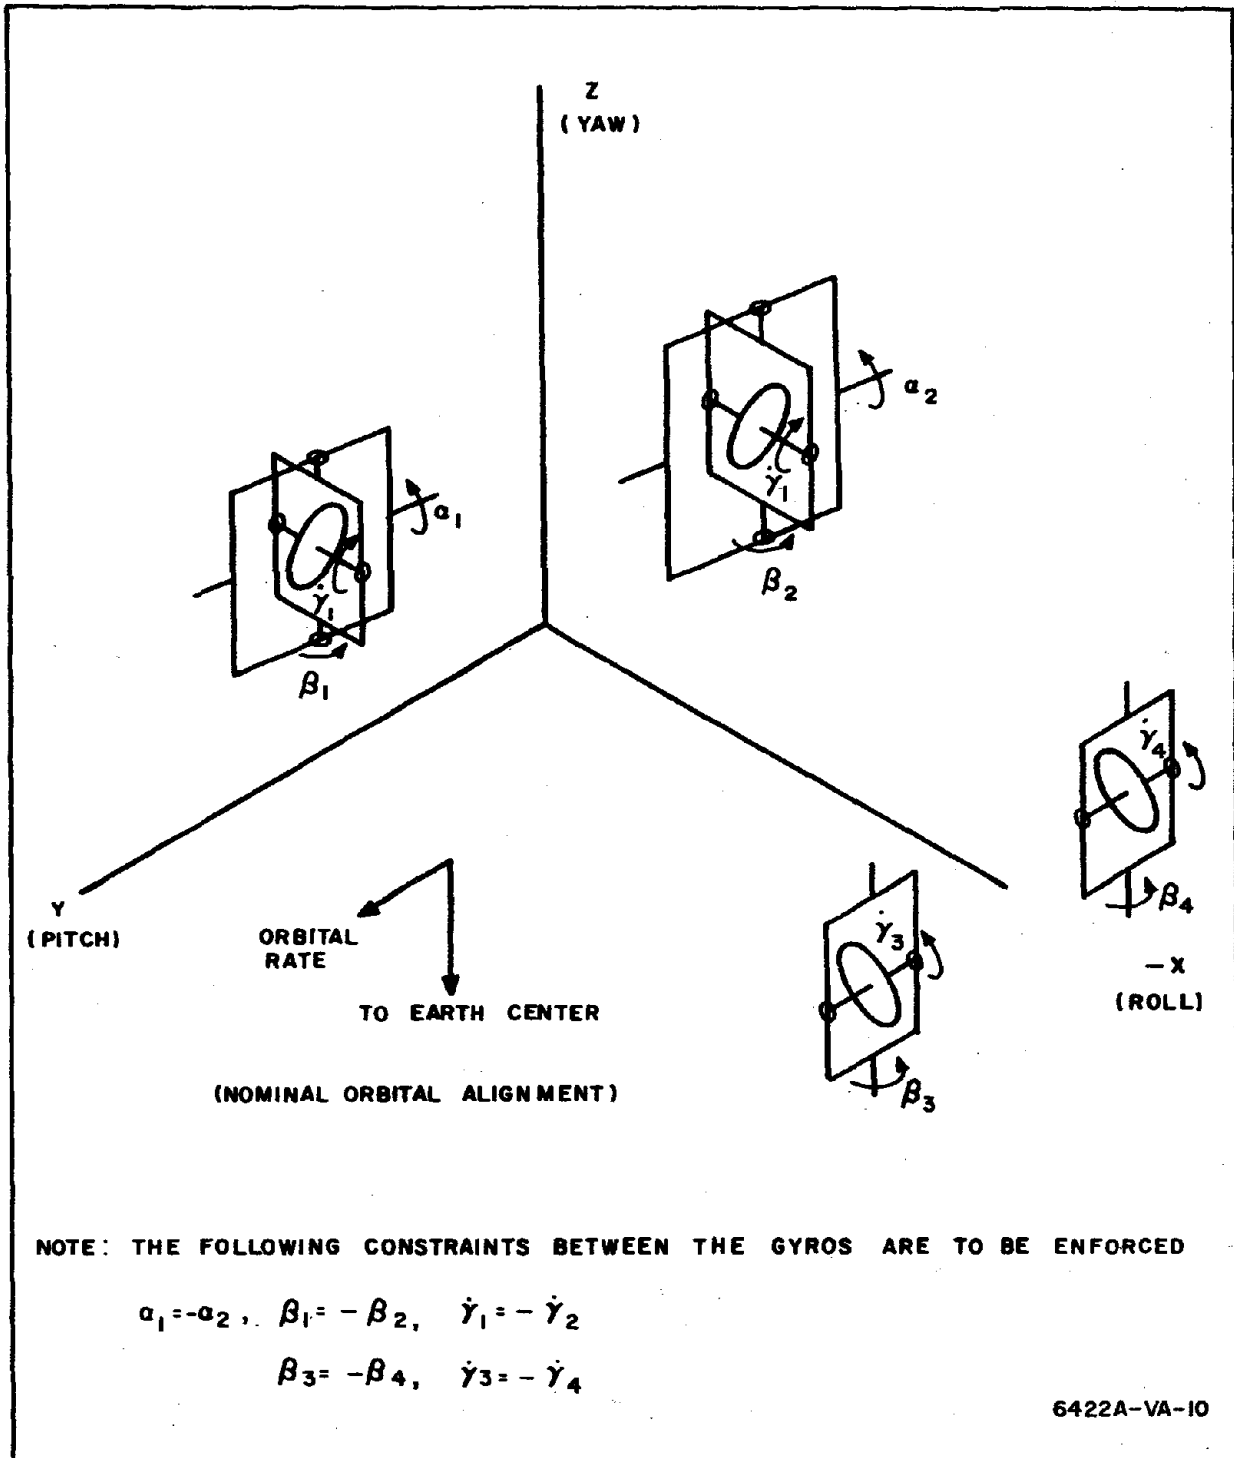 Z
(YAW)
α₂
γ̇₁
β₂
α₁
γ̇₁
β₁
γ̇₄
β₄
γ̇₃
β₃
Y
(PITCH)
-X
(ROLL)
ORBITAL
RATE
TO EARTH CENTER
(NOMINAL ORBITAL ALIGNMENT)
NOTE: THE FOLLOWING CONSTRAINTS BETWEEN THE GYROS ARE TO BE ENFORCED
α₁=-α₂, β₁=-β₂, γ̇₁=-γ̇₂
β₃=-β₄, γ̇3=-γ̇₄
6422A-VA-10